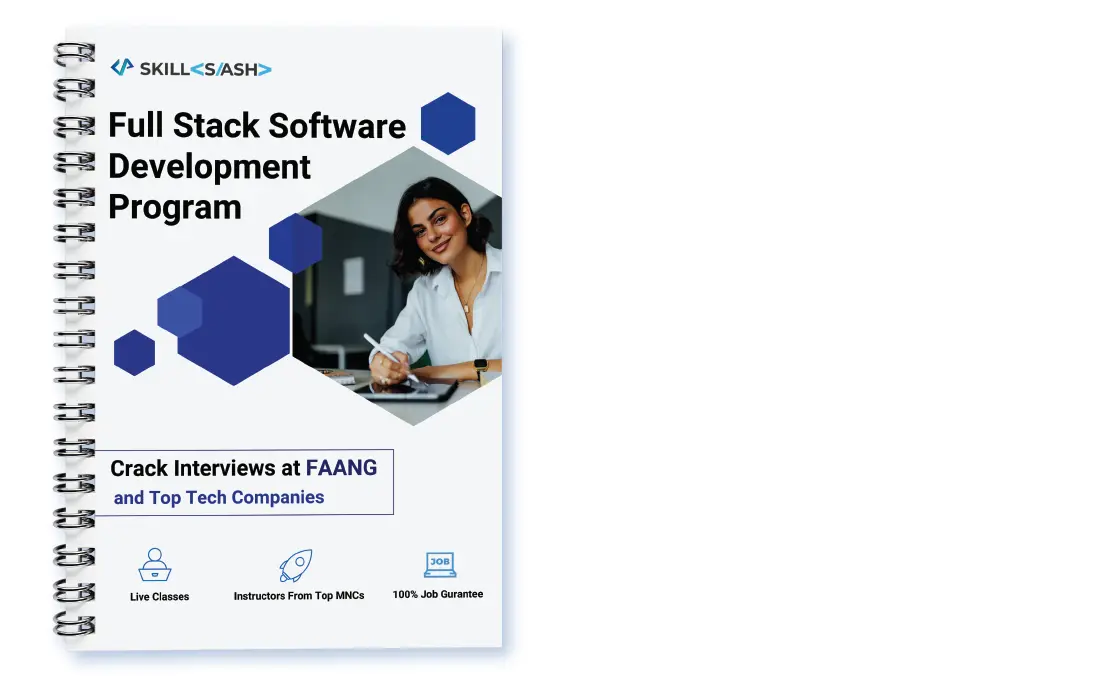 SKILL<S/ASH>
Full Stack Software
Development
Program
Crack Interviews at FAANG
and Top Tech Companies
JOB
Live Classes
Instructors From Top MNCs
100% Job Gurantee